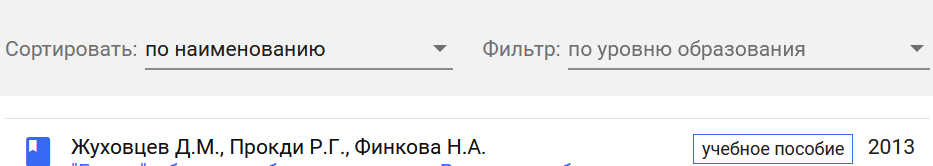 Сортировать: по наименованию Фильтр: по уровню образования
Жуховцев Д.М., Прокди Р.Г., Финкова Н.А. учебное пособие 2013